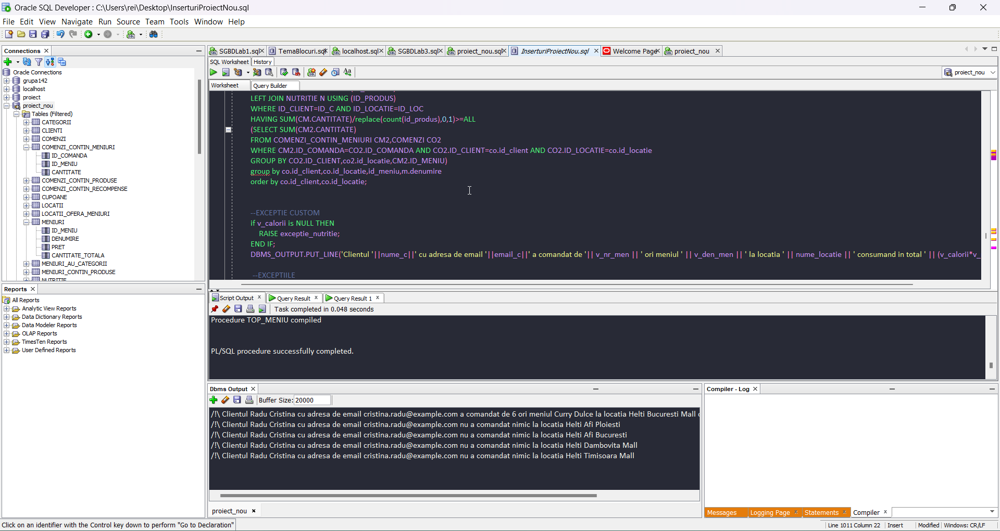 Oracle SQL Developer : C:\Users\rei\Desktop\InserturiProiectNou.sql
File Edit View Navigate Run Source Team Tools Window Help
Connections
Oracle Connections
grupa142
localhost
proiect
proiect_nou
Tables (Filtered)
CATEGORII
CLIENTI
COMENZI
COMENZI_CONTIN_MENIURI
ID_COMANDA
ID_MENIU
CANTITATE
COMENZI_CONTIN_PRODUSE
COMENZI_CONTIN_RECOMPENSE
CUPOANE
LOCATII
LOCATII_OFERA_MENIURI
MENIURI
ID_MENIU
DENUMIRE
PRET
CANTITATE_TOTALA
MENIURI_AU_CATEGORII
MENIURI_CONTIN_PRODUSE
NUTRITIE
Reports
All Reports
Analytic View Reports
Data Dictionary Reports
Data Modeler Reports
OLAP Reports
TimesTen Reports
User Defined Reports
SGBDLab1.sql TemaBlocuri.sql localhost.sql SGBDLab3.sql proiect_nou.sql InserturiProiectNou.sql Welcome Page proiect_nou
SQL Worksheet History
proiect_nou
Worksheet Query Builder
LEFT JOIN NUTRITIE N USING (ID_PRODUS)
WHERE ID_CLIENT=ID_C AND ID_LOCATIE=ID_LOC
HAVING SUM(CM.CANTITATE)/replace(count(id_produs),0,1)>=ALL
(SELECT SUM(CM2.CANTITATE)
FROM COMENZI_CONTIN_MENIURI CM2,COMENZI CO2
WHERE CM2.ID_COMANDA=CO2.ID_COMANDA AND CO2.ID_CLIENT=co.id_client AND CO2.ID_LOCATIE=co.id_locatie
GROUP BY CO2.ID_CLIENT,co2.id_locatie,CM2.ID_MENIU)
group by co.id_client,co.id_locatie,id_meniu,m.denumire
order by co.id_client,co.id_locatie;
--EXCEPTIE CUSTOM
if v_calorii is NULL THEN
RAISE exceptie_nutritie;
END IF;
DBMS_OUTPUT.PUT_LINE('Clientul '||nume_c||' cu adresa de email '||email_c||' a comandat de '|| v_nr_men || ' ori meniul ' || v_den_men || ' la locatia ' || nume_locatie || ' consumand in total ' || (v_calorii*v_
--EXCEPTIILE
Script Output Query Result Query Result 1
Task completed in 0.048 seconds
Procedure TOP_MENIU compiled
PL/SQL procedure successfully completed.
Dbms Output
Buffer Size: 20000
/!\ Clientul Radu Cristina cu adresa de email cristina.radu@example.com a comandat de 6 ori meniul Curry Dulce la locatia Helti Bucuresti Mall
/!\ Clientul Radu Cristina cu adresa de email cristina.radu@example.com nu a comandat nimic la locatia Helti Afi Ploiesti
/!\ Clientul Radu Cristina cu adresa de email cristina.radu@example.com nu a comandat nimic la locatia Helti Afi Bucuresti
/!\ Clientul Radu Cristina cu adresa de email cristina.radu@example.com nu a comandat nimic la locatia Helti Dambovita Mall
/!\ Clientul Radu Cristina cu adresa de email cristina.radu@example.com nu a comandat nimic la locatia Helti Timisoara Mall
proiect_nou
Compiler - Log
Messages Logging Page Statements Compiler
Click on an identifier with the Control key down to perform "Go to Declaration"
Line 1011 Column 22 Insert Modified Windows: CR/LF